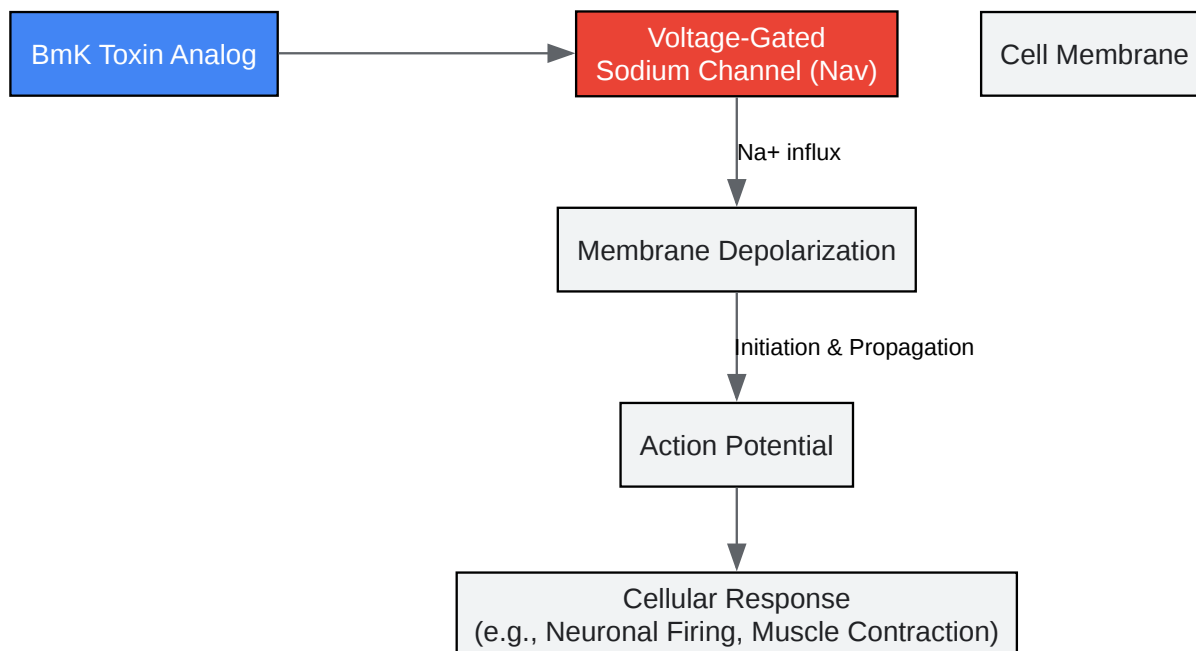 BmK Toxin Analog
Voltage-Gated
Sodium Channel (Nav)
Cell Membrane
Na+ influx
Membrane Depolarization
Initiation & Propagation
Action Potential
Cellular Response
(e.g., Neuronal Firing, Muscle Contraction)